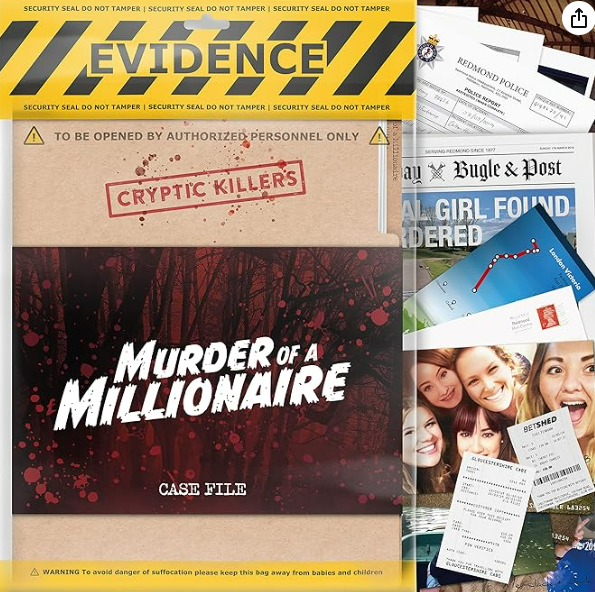 SECURITY SEAL DO NOT TAMPER | SECURITY SEAL DO NOT TAMPER | SECURITY SEAL DO NOT TAMPER
EVIDENCE
SECURITY SEAL DO NOT TAMPER | SECURITY SEAL DO NOT TAMPER | SECURITY SEAL DO NOT TAMPER
TO BE OPENED BY AUTHORIZED PERSONNEL ONLY
CRYPTIC KILLERS
MURDER OF A
MILLIONAIRE
CASE FILE
WARNING To avoid danger of suffocation please keep this bag away from babies and children
REDMOND POLICE
POLICE REPORT
SERVING REDMOND SINCE 1877
Bugle & Post
AL GIRL FOUND
RDERED
London Victoria
BETSHED
GLOUCESTERSHIRE CABS
PIN VERIFIED
GLOUCESTERSHIRE CABS